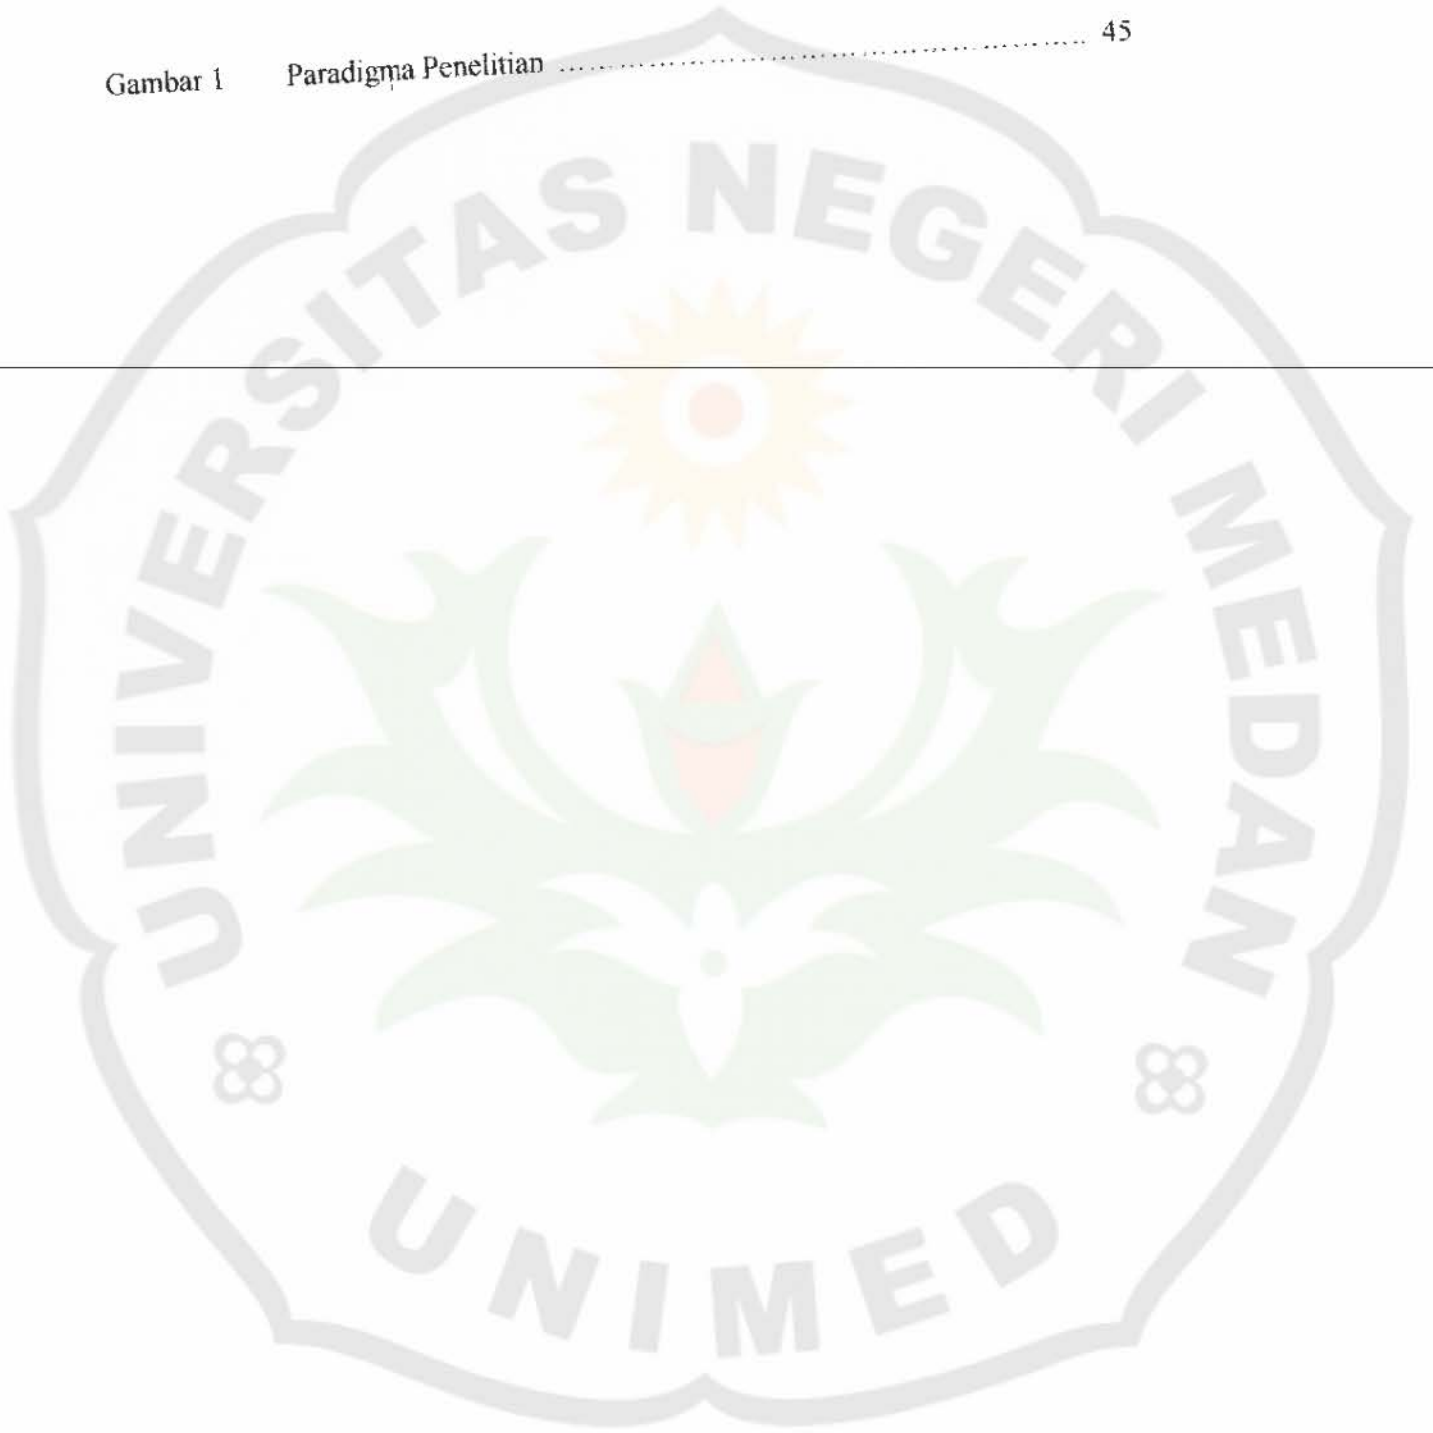 Gambar 1 Paradigma Penelitian ........................................................ 45
UNIVERSITAS NEGERI MEDAN
UNIMED